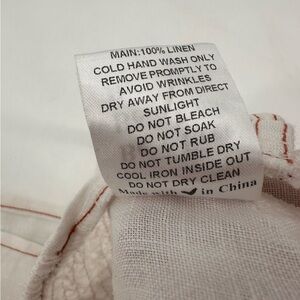 MAIN:100% LINEN
COLD HAND WASH ONLY
REMOVE PROMPTLY TO
AVOID WRINKLES
DRY AWAY FROM DIRECT
SUNLIGHT
DO NOT BLEACH
DO NOT SOAK
DO NOT RUB
DO NOT TUMBLE DRY
COOL IRON INSIDE OUT
DO NOT DRY CLEAN
Made with ❤ in China